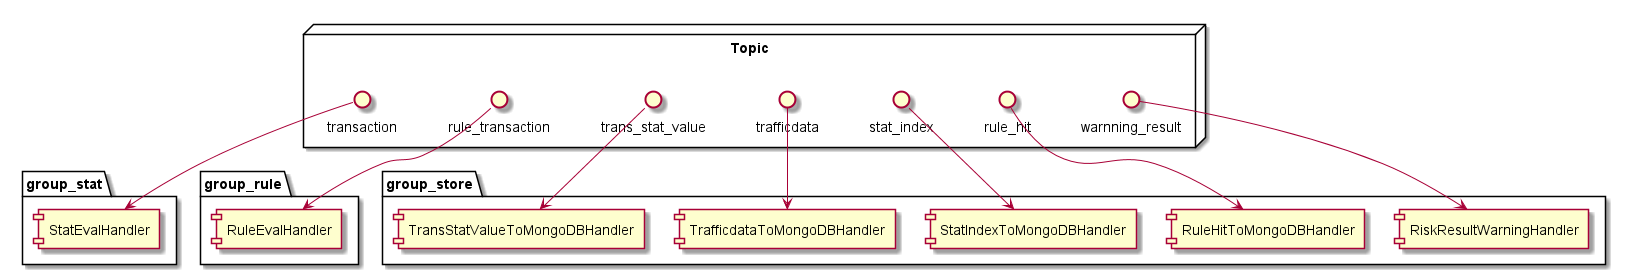 Topic
transaction
rule_transaction
trans_stat_value
trafficdata
stat_index
rule_hit
warnning_result
group_stat
group_rule
group_store
StatEvalHandler
RuleEvalHandler
TransStatValueToMongoDBHandler
TrafficdataToMongoDBHandler
StatIndexToMongoDBHandler
RuleHitToMongoDBHandler
RiskResultWarningHandler